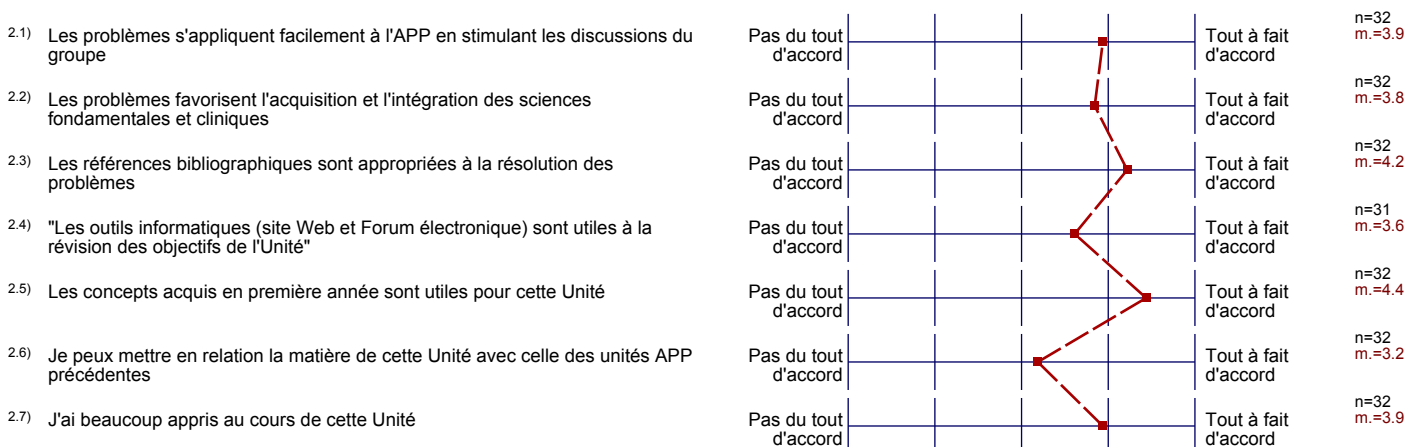 2.1) Les problèmes s'appliquent facilement à l'APP en stimulant les discussions du
groupe
Pas du tout
d'accord
Tout à fait
d'accord
n=32
m.=3.9
2.2) Les problèmes favorisent l'acquisition et l'intégration des sciences
fondamentales et cliniques
Pas du tout
d'accord
Tout à fait
d'accord
n=32
m.=3.8
2.3) Les références bibliographiques sont appropriées à la résolution des
problèmes
Pas du tout
d'accord
Tout à fait
d'accord
n=32
m.=4.2
2.4) "Les outils informatiques (site Web et Forum électronique) sont utiles à la
révision des objectifs de l'Unité"
Pas du tout
d'accord
Tout à fait
d'accord
n=31
m.=3.6
2.5) Les concepts acquis en première année sont utiles pour cette Unité
Pas du tout
d'accord
Tout à fait
d'accord
n=32
m.=4.4
2.6) Je peux mettre en relation la matière de cette Unité avec celle des unités APP
précédentes
Pas du tout
d'accord
Tout à fait
d'accord
n=32
m.=3.2
2.7) J'ai beaucoup appris au cours de cette Unité
Pas du tout
d'accord
Tout à fait
d'accord
n=32
m.=3.9